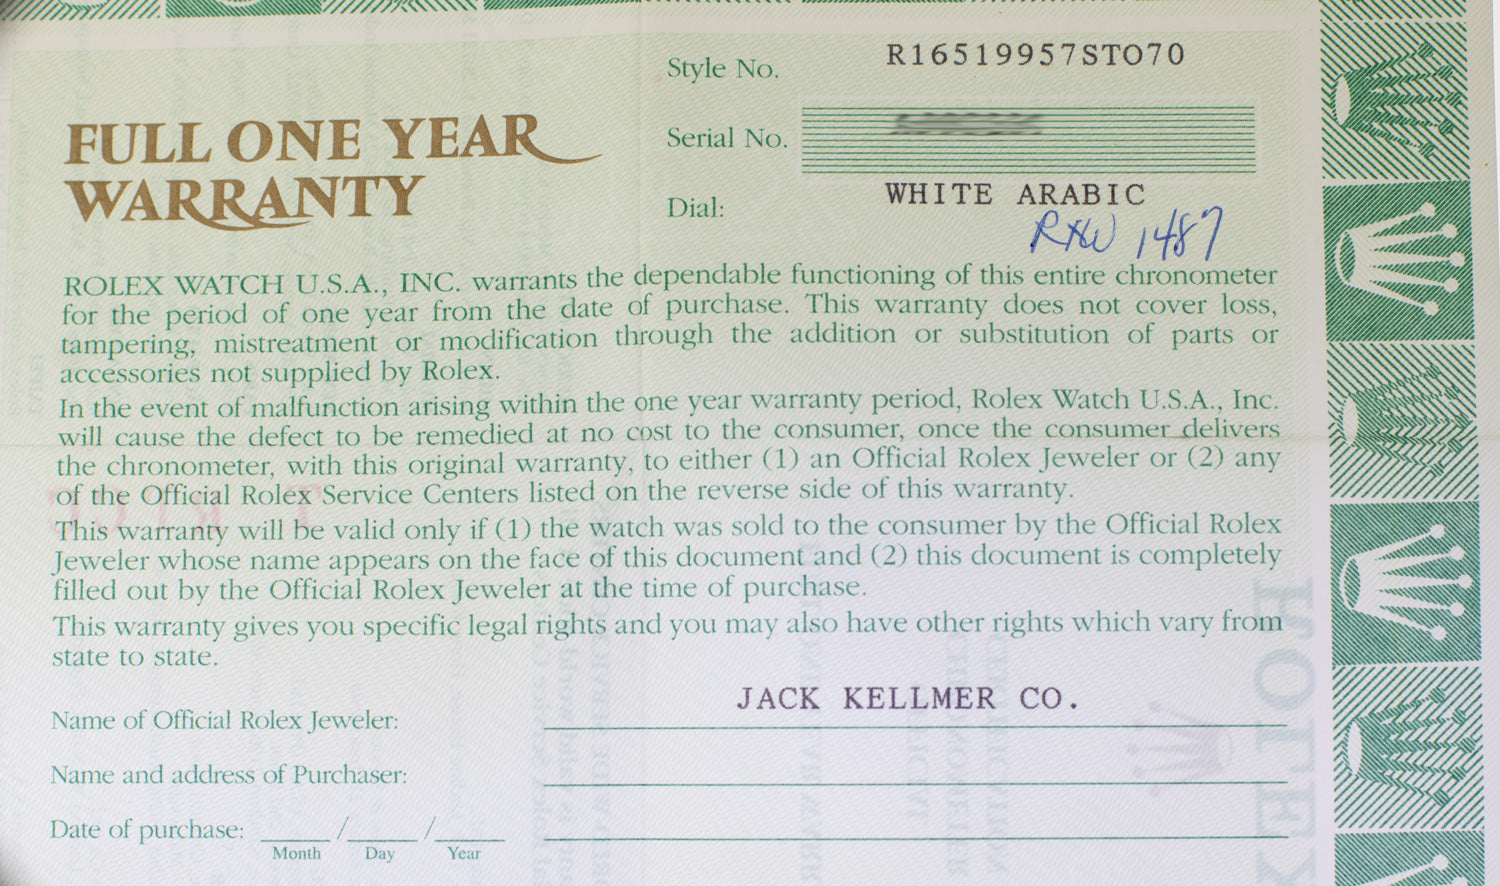 Style No. R16519957STO70
FULL ONE YEAR
WARRANTY
Serial No.
Dial: WHITE ARABIC
RXW 1487
ROLEX WATCH U.S.A., INC. warrants the dependable functioning of this entire chronometer
for the period of one year from the date of purchase. This warranty does not cover loss,
tampering, mistreatment or modification through the addition or substitution of parts or
accessories not supplied by Rolex.
In the event of malfunction arising within the one year warranty period, Rolex Watch U.S.A., Inc.
will cause the defect to be remedied at no cost to the consumer, once the consumer delivers
the chronometer, with this original warranty, to either (1) an Official Rolex Jeweler or (2) any
of the Official Rolex Service Centers listed on the reverse side of this warranty.
This warranty will be valid only if (1) the watch was sold to the consumer by the Official Rolex
Jeweler whose name appears on the face of this document and (2) this document is completely
filled out by the Official Rolex Jeweler at the time of purchase.
This warranty gives you specific legal rights and you may also have other rights which vary from
state to state.
Name of Official Rolex Jeweler: JACK KELLMER CO.
Name and address of Purchaser:
Date of purchase: / /
Month Day Year